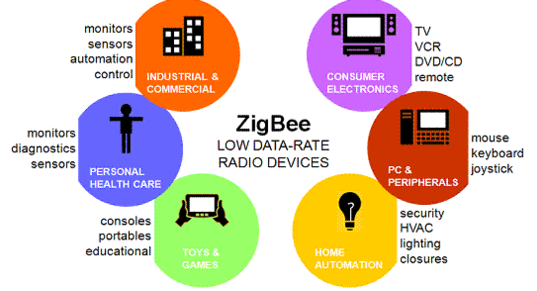 monitors
sensors
automation
control
INDUSTRIAL &
COMMERCIAL
CONSUMER
ELECTRONICS
TV
VCR
DVD/CD
remote
ZigBee
LOW DATA-RATE
RADIO DEVICES
monitors
diagnostics
sensors
PERSONAL
HEALTH CARE
PC &
PERIPHERALS
mouse
keyboard
joystick
consoles
portables
educational
TOYS &
GAMES
HOME
AUTOMATION
security
HVAC
lighting
closures
?